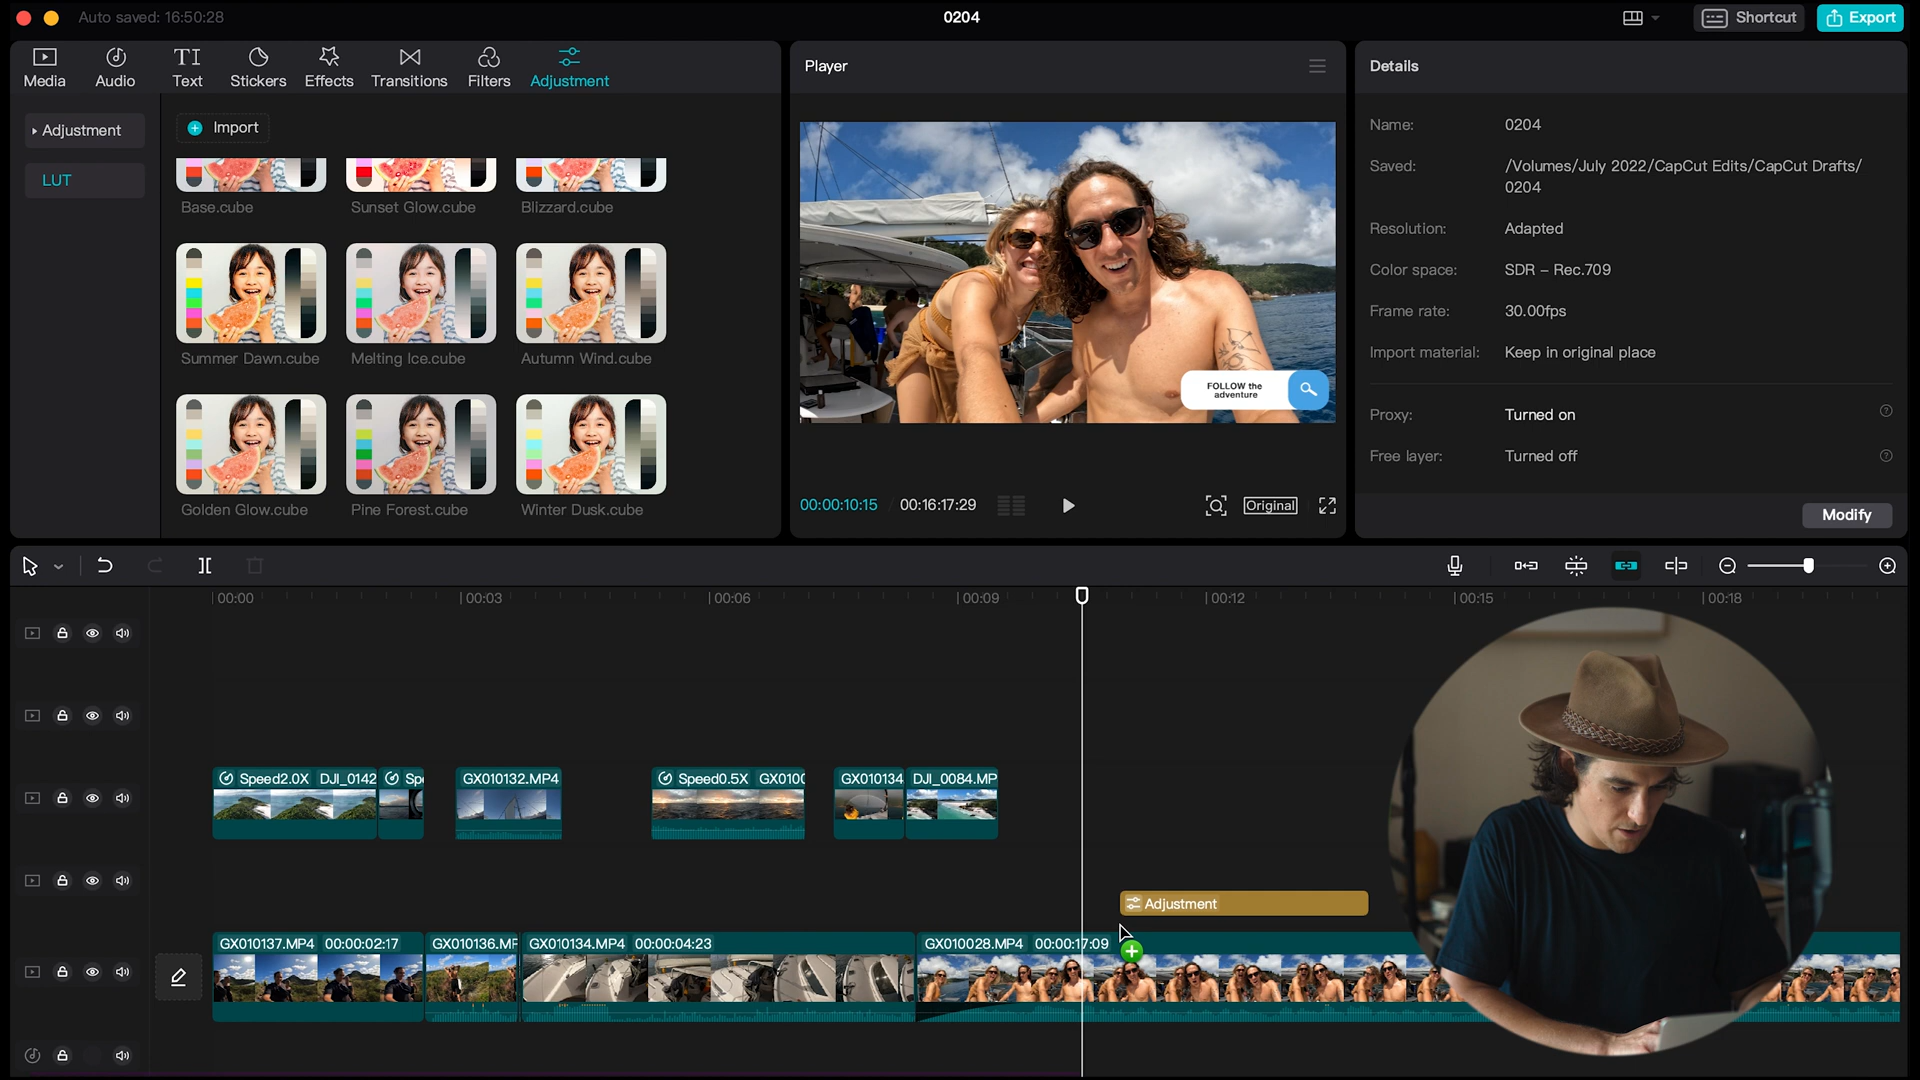 Auto saved: 16:50:28
0204
Shortcut
Export
Media
Audio
Text
Stickers
Effects
Transitions
Filters
Adjustment
Adjustment
LUT
Import
Base.cube
Sunset Glow.cube
Blizzard.cube
Summer Dawn.cube
Melting Ice.cube
Autumn Wind.cube
Golden Glow.cube
Pine Forest.cube
Winter Dusk.cube
Player
FOLLOW the
adventure
00:00:10:15 / 00:16:17:29
Original
Details
Name: 0204
Saved: /Volumes/July 2022/CapCut Edits/CapCut Drafts/
0204
Resolution: Adapted
Color space: SDR – Rec.709
Frame rate: 30.00fps
Import material: Keep in original place
Proxy: Turned on
Free layer: Turned off
Modify
00:00
00:03
00:06
00:09
00:12
00:15
00:18
Speed2.0X DJI_0142
Spe
GX010132.MP4
Speed0.5X GX010
GX010134
DJI_0084.MP
Adjustment
GX010137.MP4 00:00:02:17
GX010136.MP
GX010134.MP4 00:00:04:23
GX010028.MP4 00:00:17:09